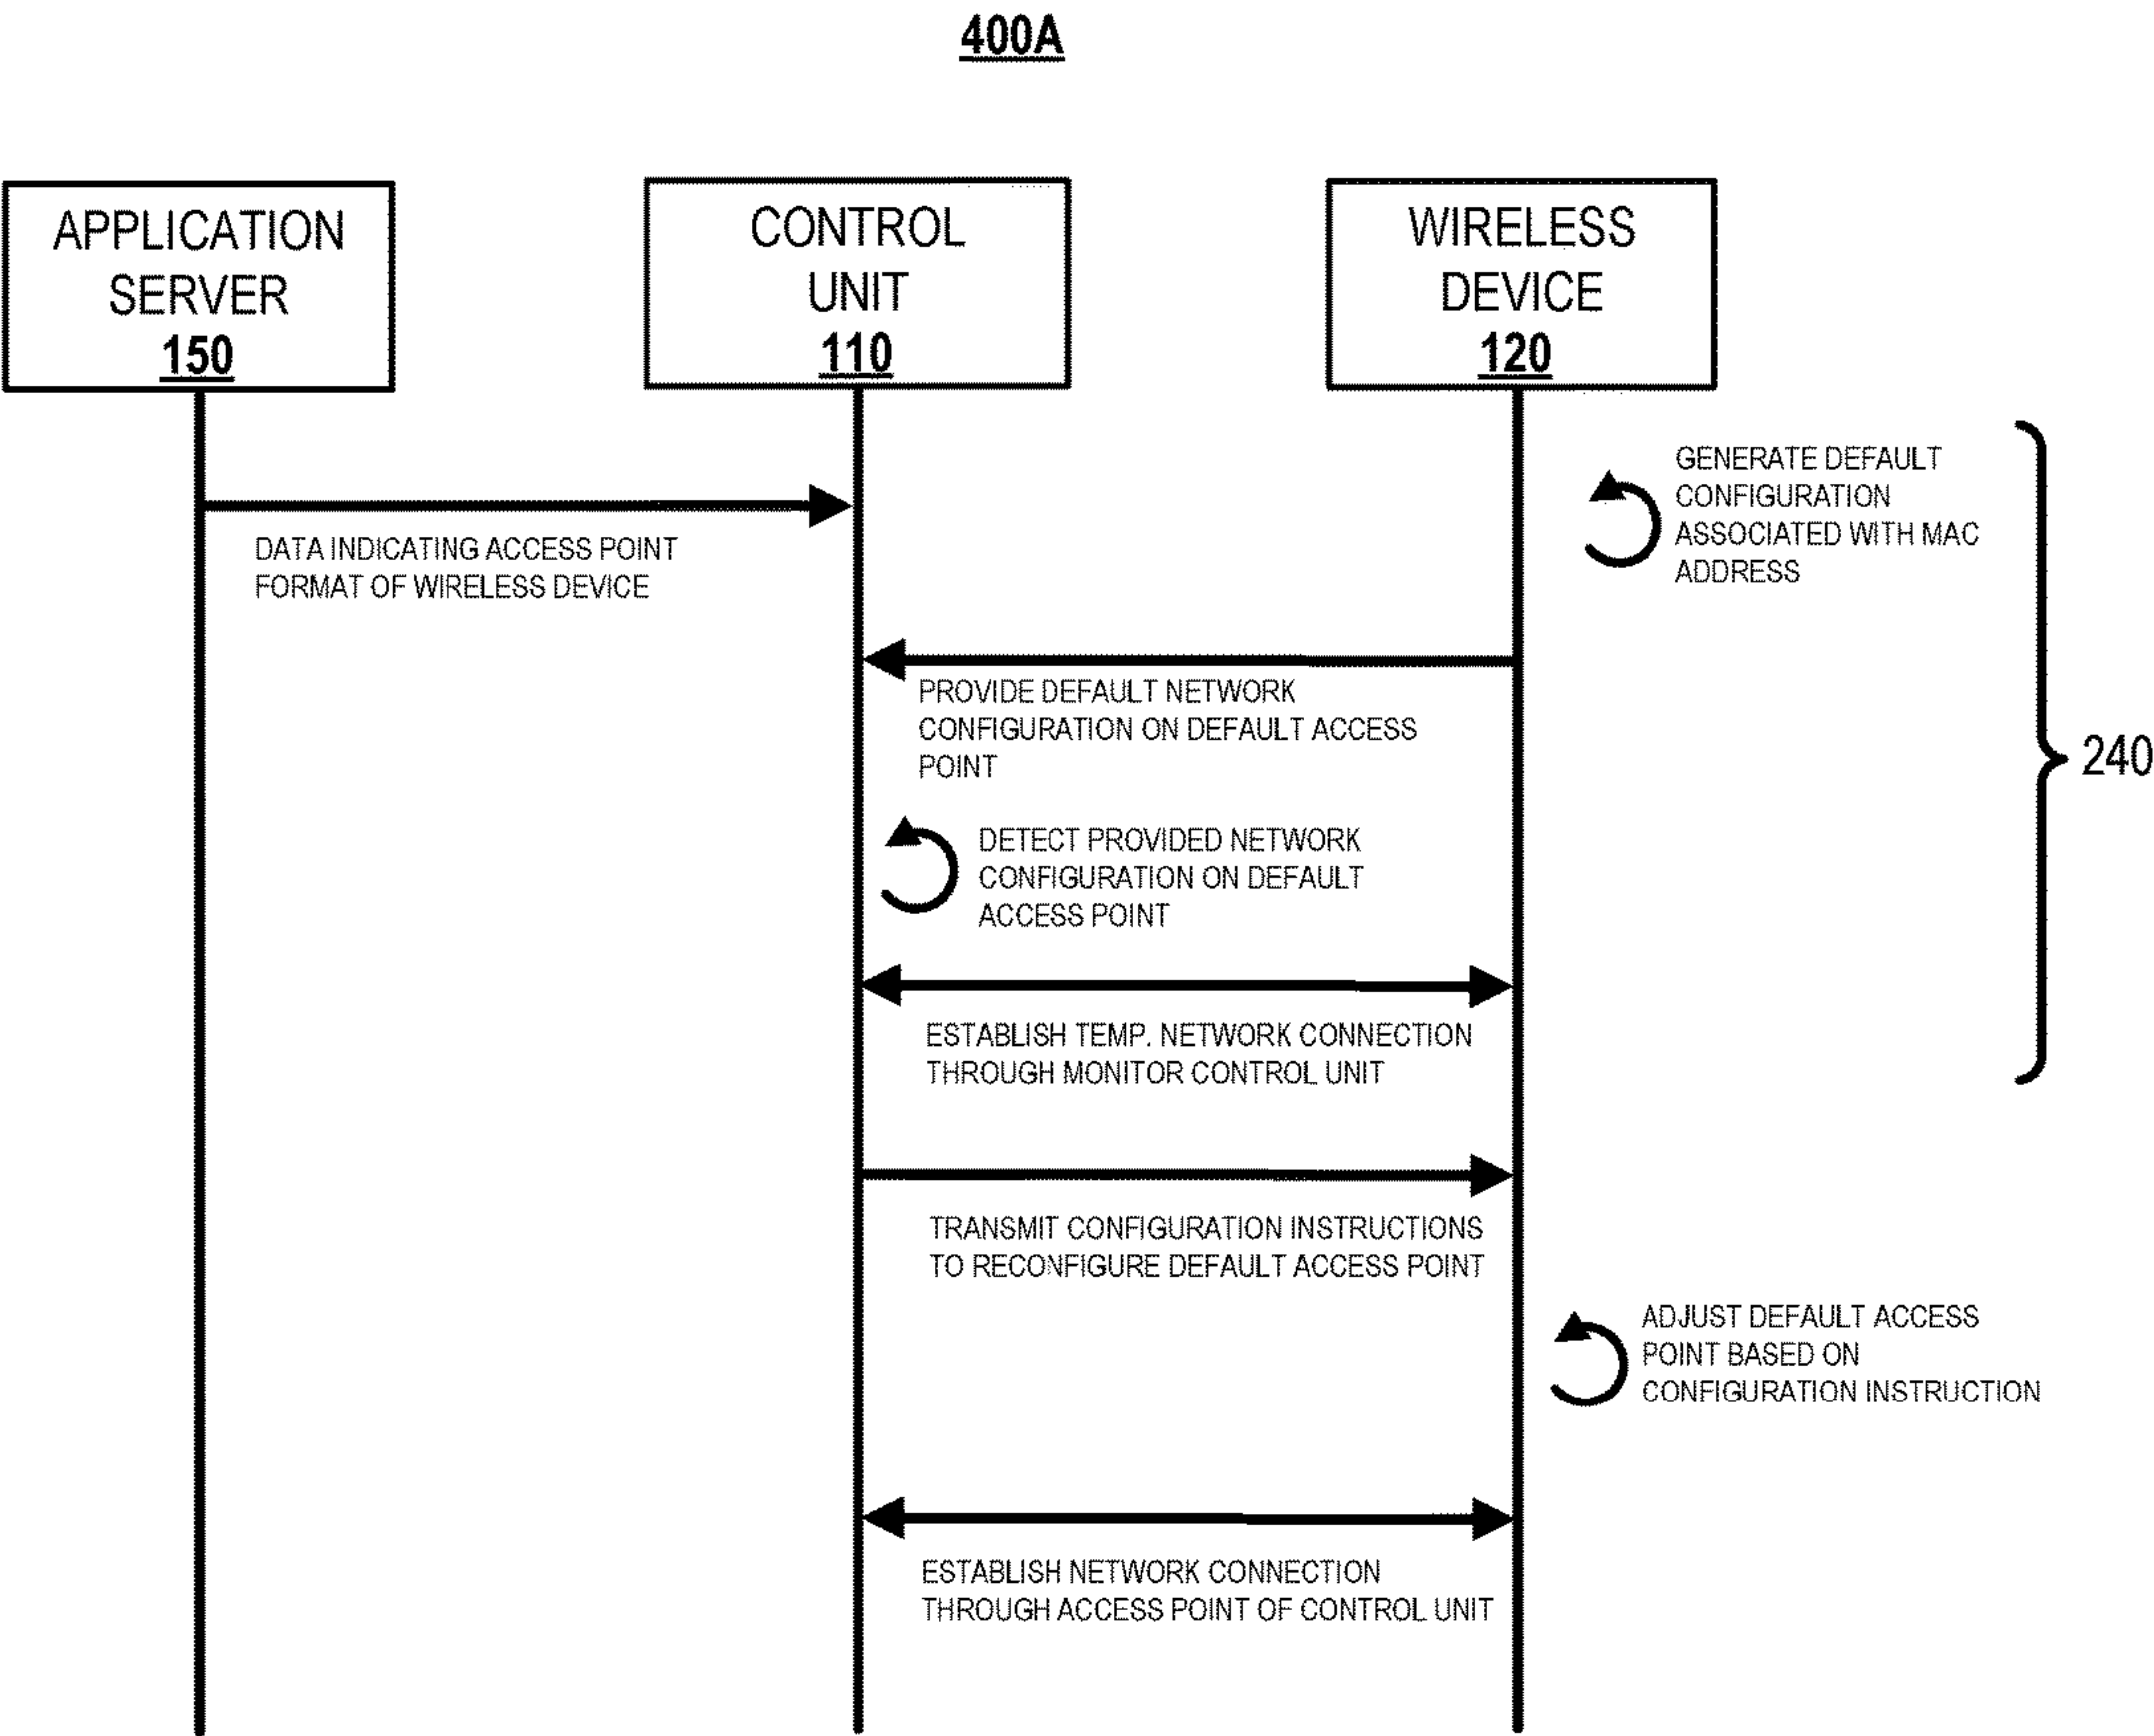 400A
APPLICATION
SERVER
150
CONTROL
UNIT
110
WIRELESS
DEVICE
120
GENERATE DEFAULT
CONFIGURATION
ASSOCIATED WITH MAC
ADDRESS
DATA INDICATING ACCESS POINT
FORMAT OF WIRELESS DEVICE
PROVIDE DEFAULT NETWORK
CONFIGURATION ON DEFAULT ACCESS
POINT
240
DETECT PROVIDED NETWORK
CONFIGURATION ON DEFAULT
ACCESS POINT
ESTABLISH TEMP. NETWORK CONNECTION
THROUGH MONITOR CONTROL UNIT
TRANSMIT CONFIGURATION INSTRUCTIONS
TO RECONFIGURE DEFAULT ACCESS POINT
ADJUST DEFAULT ACCESS
POINT BASED ON
CONFIGURATION INSTRUCTION
ESTABLISH NETWORK CONNECTION
THROUGH ACCESS POINT OF CONTROL UNIT